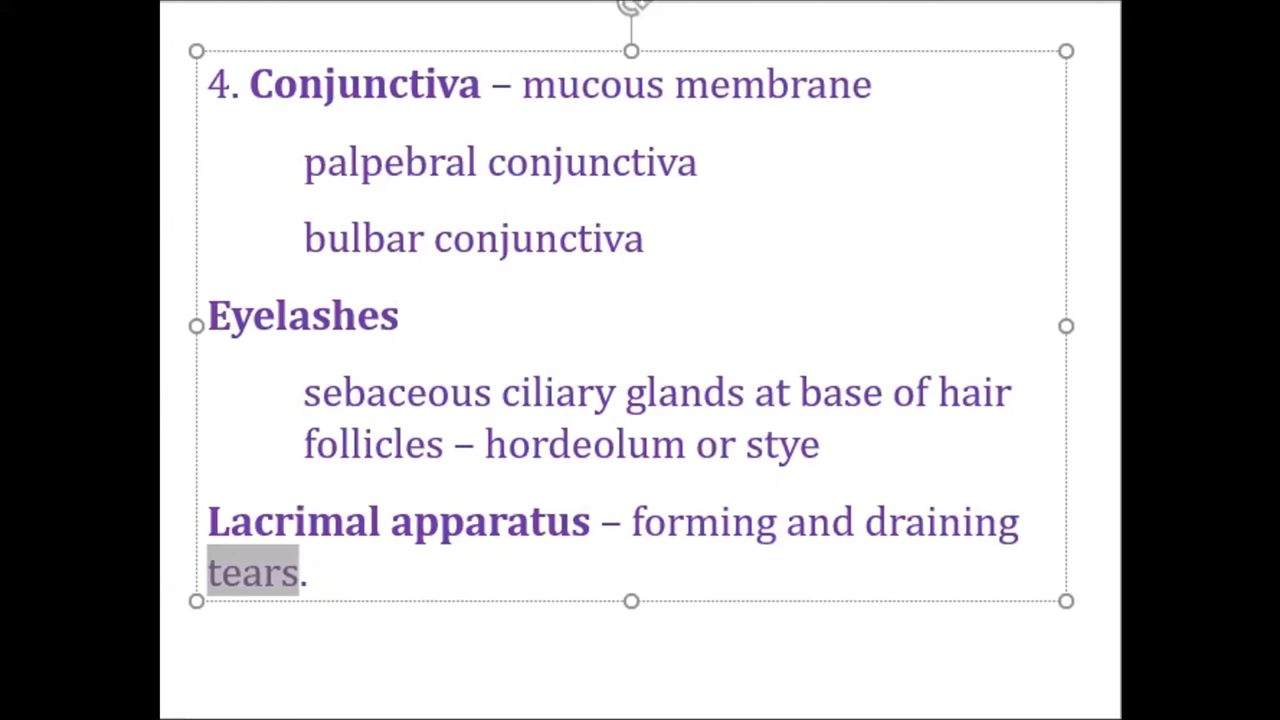 4. Conjunctiva – mucous membrane
palpebral conjunctiva
bulbar conjunctiva
Eyelashes
sebaceous ciliary glands at base of hair
follicles – hordeolum or stye
Lacrimal apparatus – forming and draining
tears.